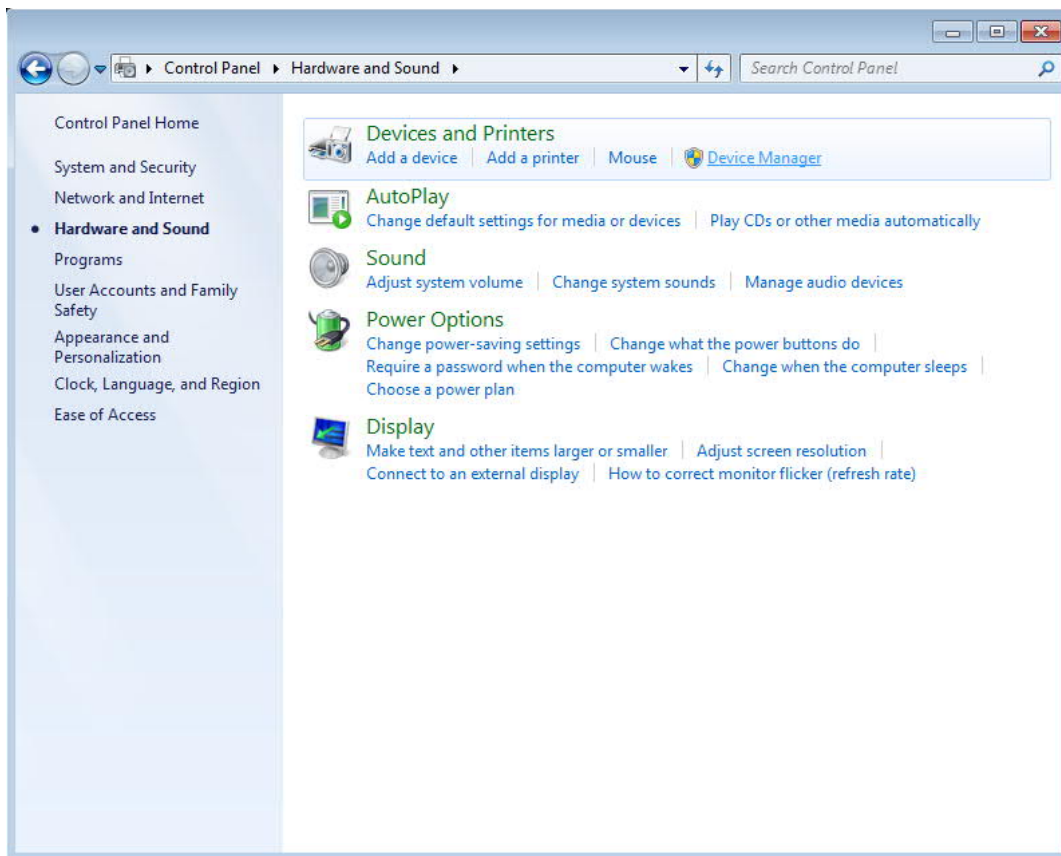 Control Panel Hardware and Sound
Search Control Panel
Control Panel Home
System and Security
Network and Internet
Hardware and Sound
Programs
User Accounts and Family
Safety
Appearance and
Personalization
Clock, Language, and Region
Ease of Access
Devices and Printers
Add a device Add a printer Mouse Device Manager
AutoPlay
Change default settings for media or devices Play CDs or other media automatically
Sound
Adjust system volume Change system sounds Manage audio devices
Power Options
Change power-saving settings Change what the power buttons do
Require a password when the computer wakes Change when the computer sleeps
Choose a power plan
Display
Make text and other items larger or smaller Adjust screen resolution
Connect to an external display How to correct monitor flicker (refresh rate)